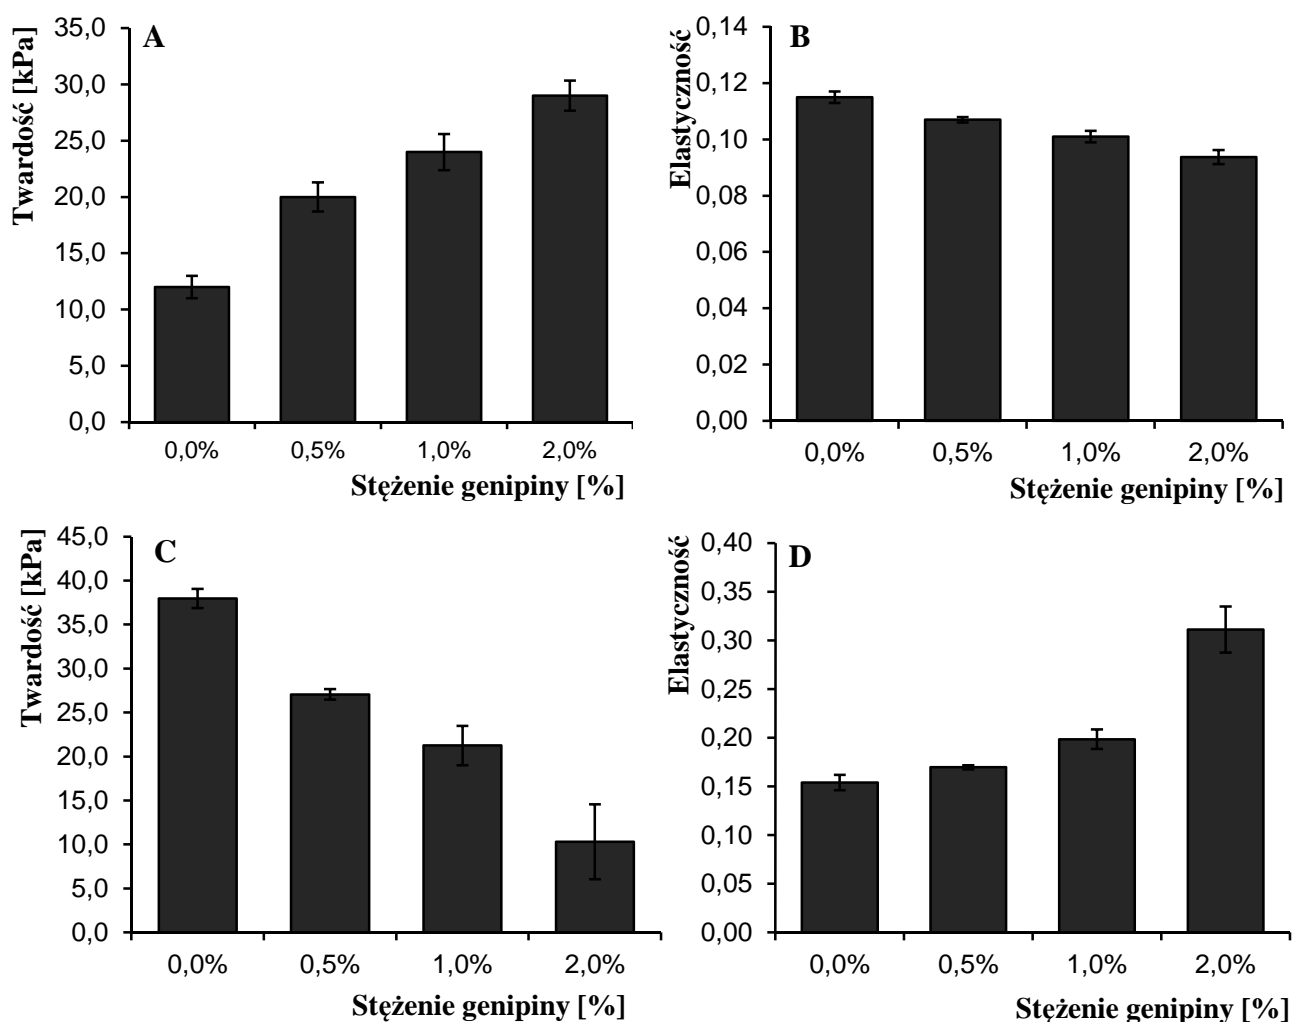 A
Twardość [kPa]
35,0
30,0
25,0
20,0
15,0
10,0
5,0
0,0
0,0% 0,5% 1,0% 2,0%
Stężenie genipiny [%]
B
Elastyczność
0,14
0,12
0,10
0,08
0,06
0,04
0,02
0,00
0,0% 0,5% 1,0% 2,0%
Stężenie genipiny [%]
C
Twardość [kPa]
45,0
40,0
35,0
30,0
25,0
20,0
15,0
10,0
5,0
0,0
0,0% 0,5% 1,0% 2,0%
Stężenie genipiny [%]
D
Elastyczność
0,40
0,35
0,30
0,25
0,20
0,15
0,10
0,05
0,00
0,0% 0,5% 1,0% 2,0%
Stężenie genipiny [%]